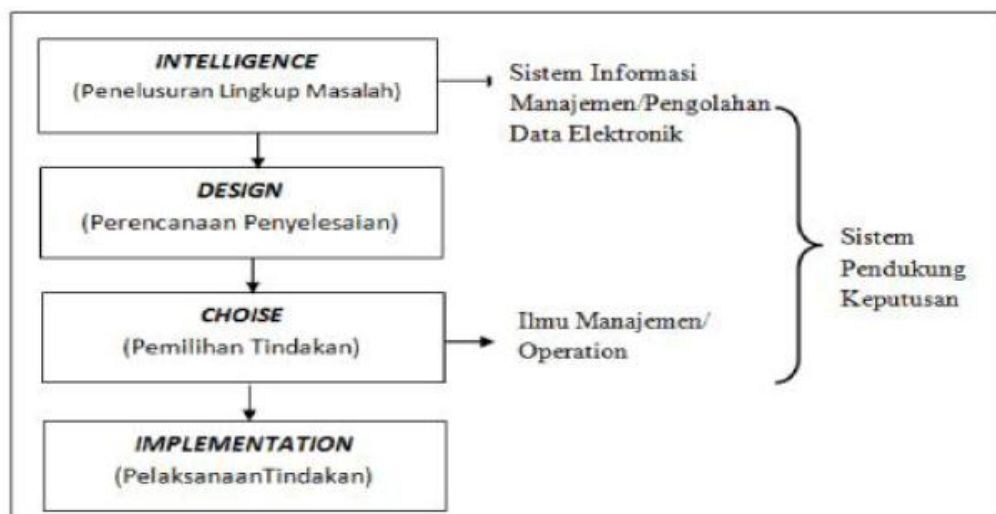 INTELLIGENCE
(Penelusuran Lingkup Masalah)
Sistem Informasi
Manajemen/Pengolahan
Data Elektronik
DESIGN
(Perencanaan Penyelesaian)
Sistem
Pendukung
Keputusan
CHOISE
(Pemilihan Tindakan)
Ilmu Manajemen/
Operation
IMPLEMENTATION
(PelaksanaanTindakan)